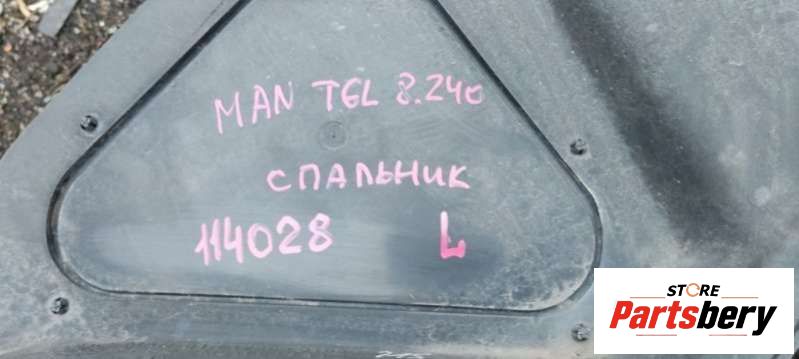 MAN TGL 8.240
СПАЛЬНИК
114028 L
STORE
Partsbery